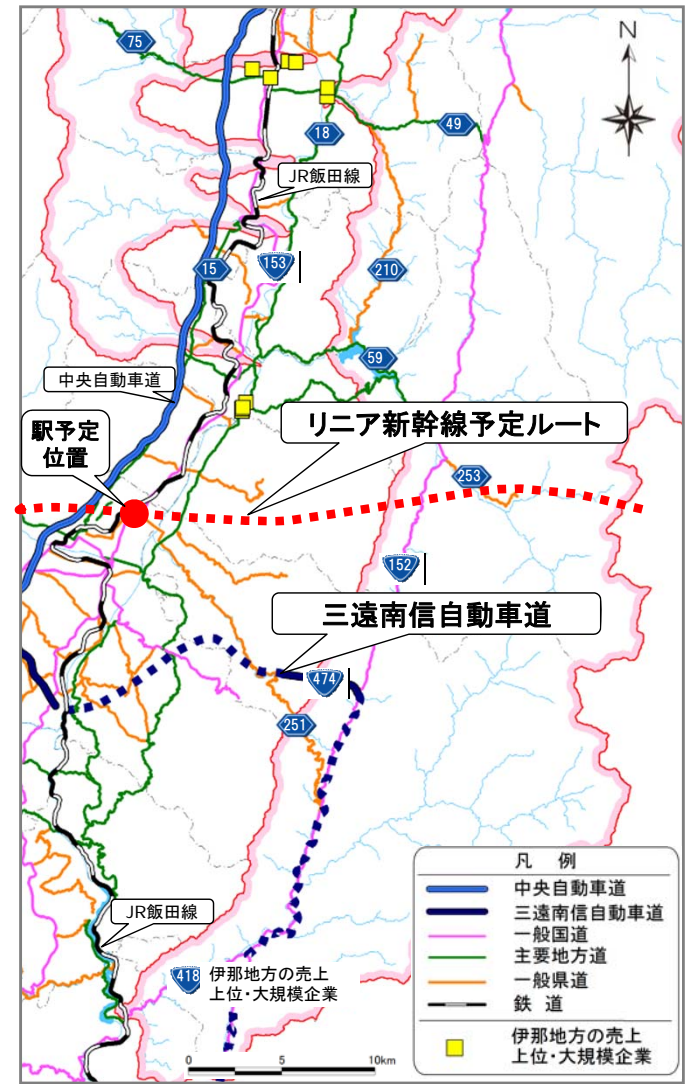 N
75
18
49
JR飯田線
15
153
210
59
中央自動車道
リニア新幹線予定ルート
駅予定
位置
253
152
三遠南信自動車道
474
251
JR飯田線
418
伊那地方の売上
上位・大規模企業
0 5 10km
凡 例
中央自動車道
三遠南信自動車道
一般国道
主要地方道
一般県道
鉄 道
伊那地方の売上
上位・大規模企業